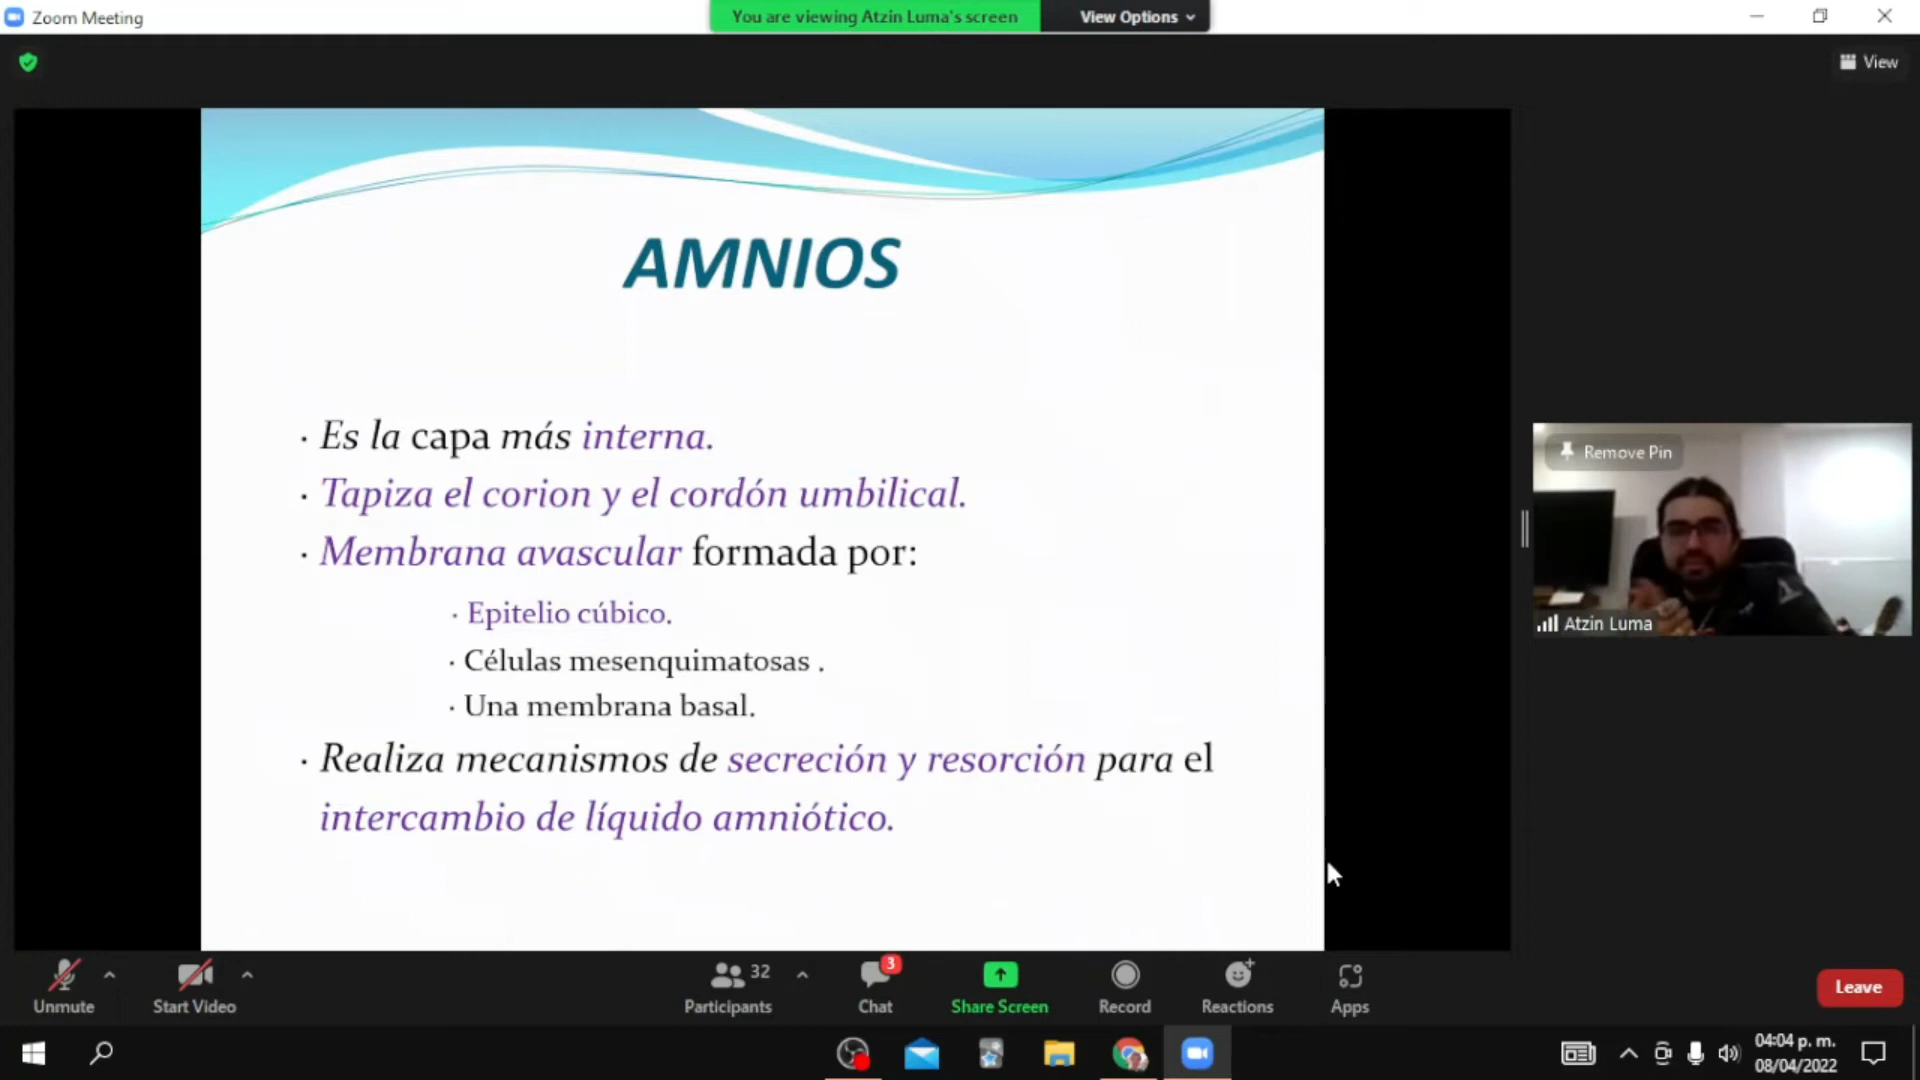 Zoom Meeting
You are viewing Atzin Luma's screen
View Options
View
AMNIOS
· Es la capa más interna.
· Tapiza el corion y el cordón umbilical.
· Membrana avascular formada por:
· Epitelio cúbico.
· Células mesenquimatosas .
· Una membrana basal.
· Realiza mecanismos de secreción y resorción para el
intercambio de líquido amniótico.
Remove Pin
Atzin Luma
Unmute
Start Video
32
Participants
3
Chat
Share Screen
Record
Reactions
Apps
Leave
04:04 p. m.
08/04/2022